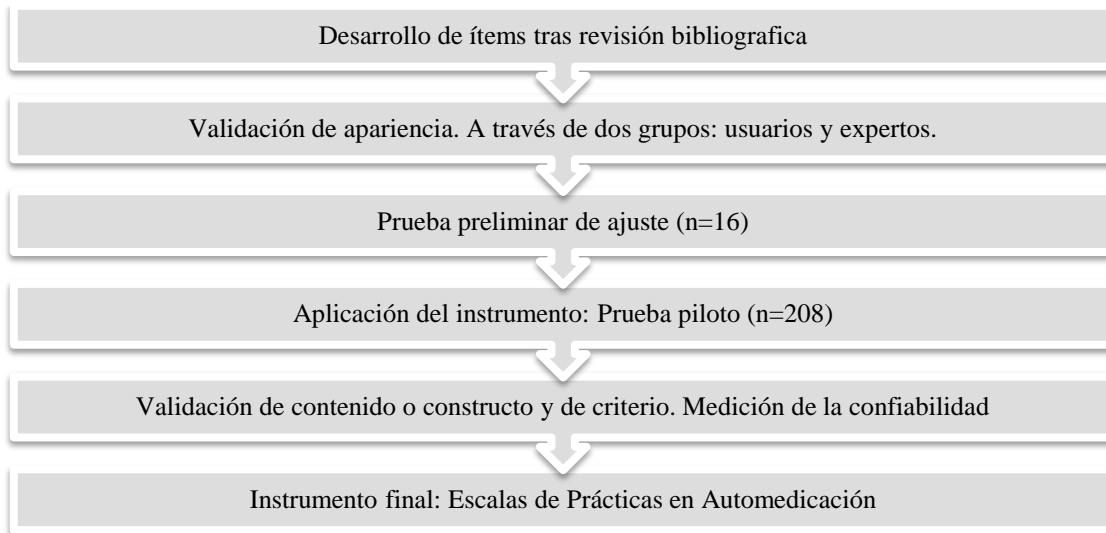 Desarrollo de ítems tras revisión bibliografica
Validación de apariencia. A través de dos grupos: usuarios y expertos.
Prueba preliminar de ajuste (n=16)
Aplicación del instrumento: Prueba piloto (n=208)
Validación de contenido o constructo y de criterio. Medición de la confiabilidad
Instrumento final: Escalas de Prácticas en Automedicación